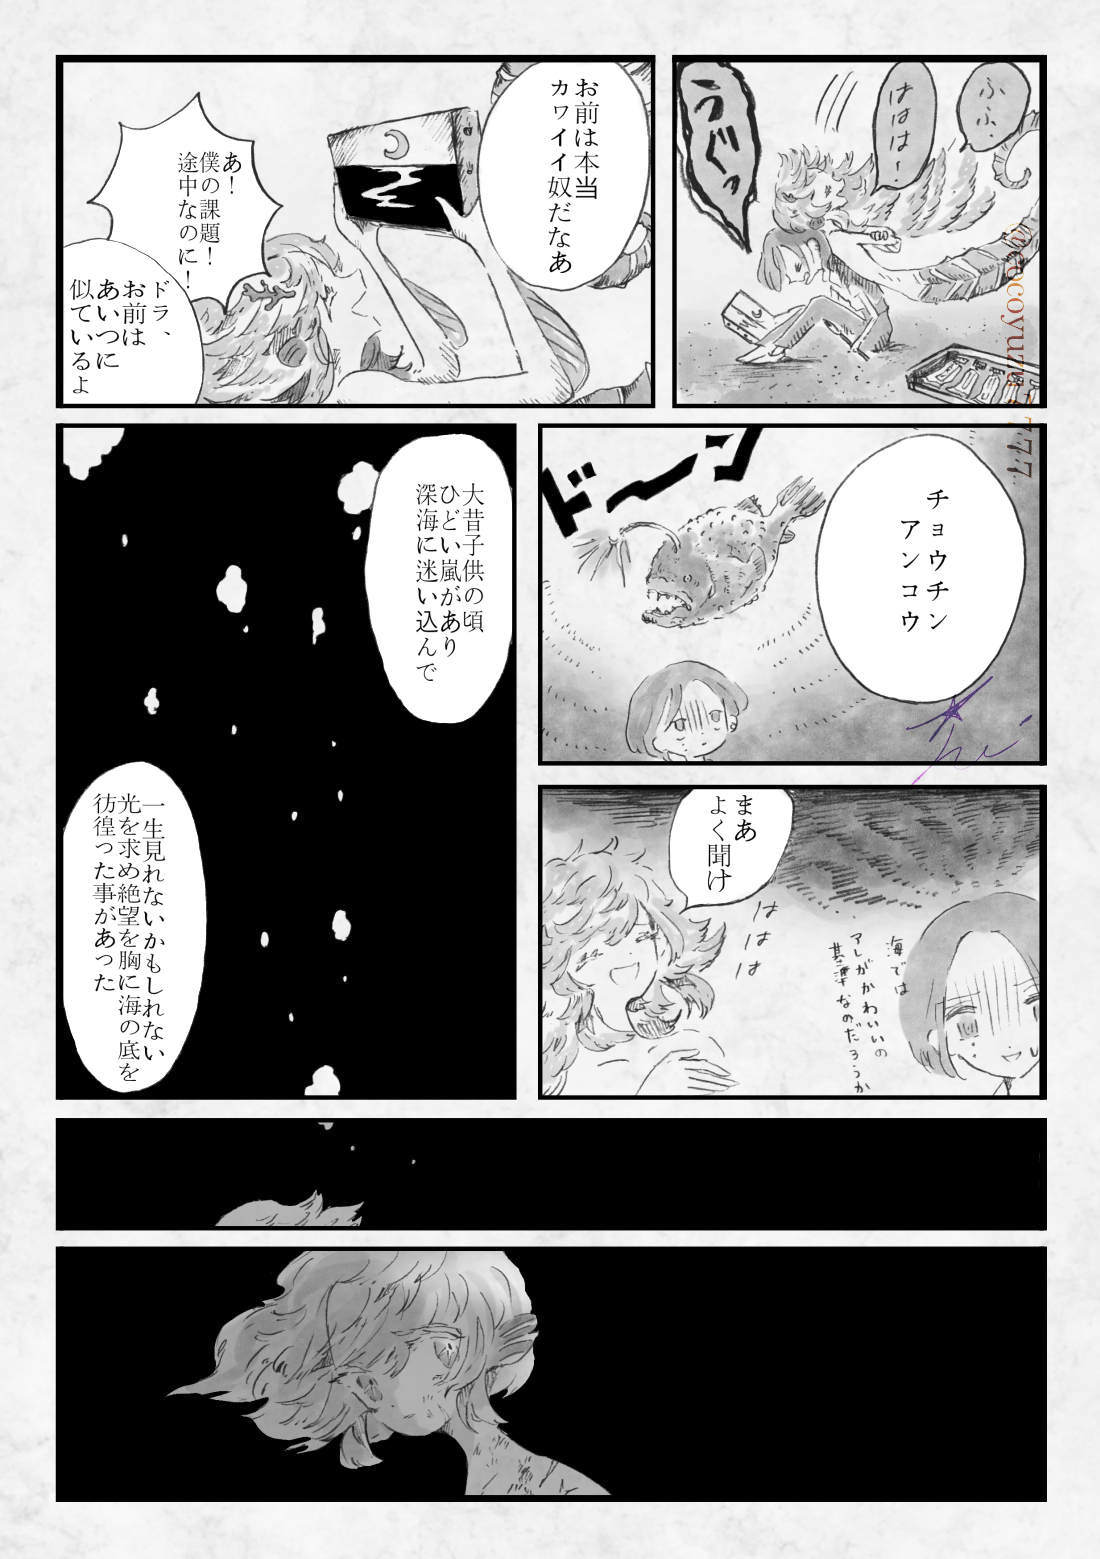 ふふ、
ははは!
うぐぐっ
お前は本当
カワイイ奴だなあ
あ!
僕の課題!
途中なのに!
ドラ、
お前は
あいつに
似ているよ
チョウチン
アンコウ
ドーン
まあ
よく聞け
ははは
海では
アレがかわいいの
基準なのだろうか
大昔子供の頃
ひどい嵐があり
深海に迷い込んで
一生見れないかもしれない
光を求め絶望を胸に海の底を
彷徨った事があった